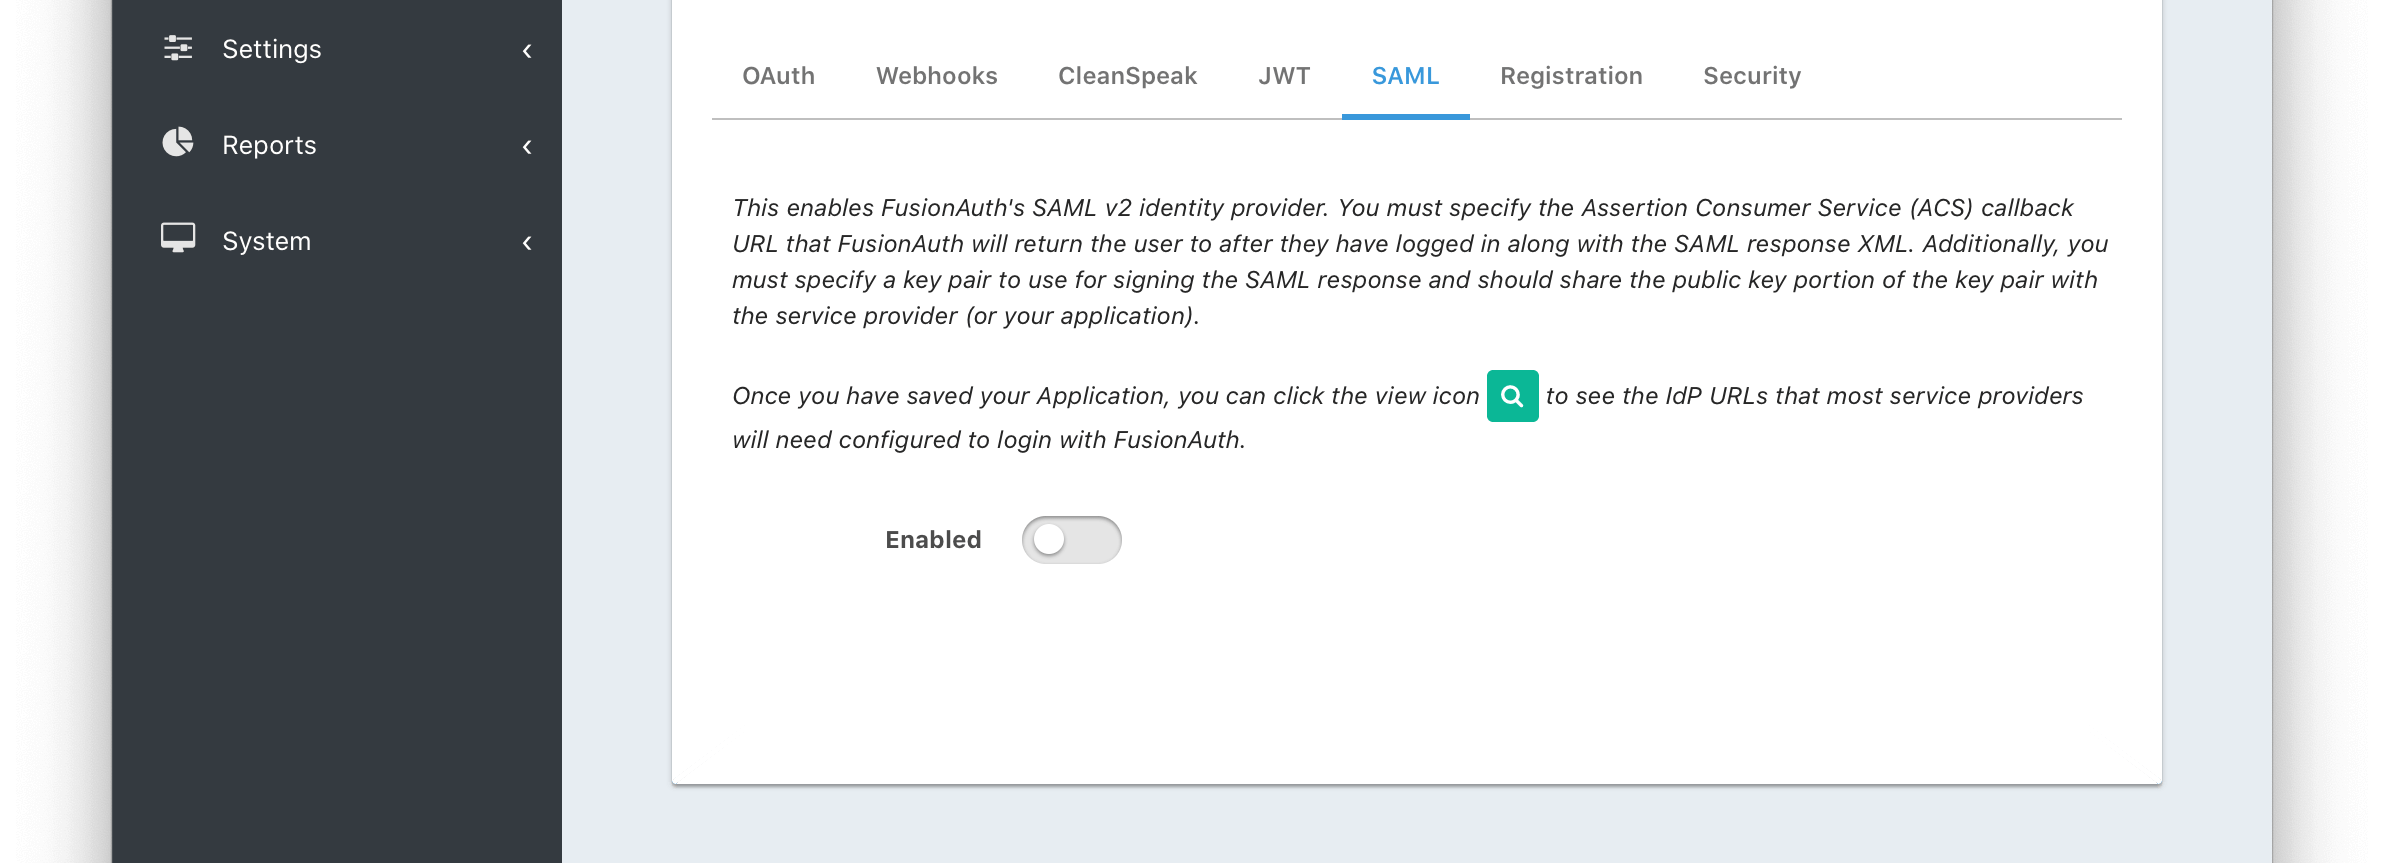 Settings
Reports
System
OAuth Webhooks CleanSpeak JWT SAML Registration Security
This enables FusionAuth's SAML v2 identity provider. You must specify the Assertion Consumer Service (ACS) callback
URL that FusionAuth will return the user to after they have logged in along with the SAML response XML. Additionally, you
must specify a key pair to use for signing the SAML response and should share the public key portion of the key pair with
the service provider (or your application).
Once you have saved your Application, you can click the view icon to see the IdP URLs that most service providers
will need configured to login with FusionAuth.
Enabled